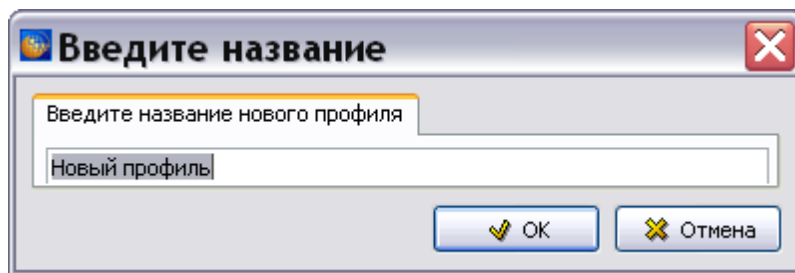 Введите название
Введите название нового профиля
Новый профиль
OK
Отмена